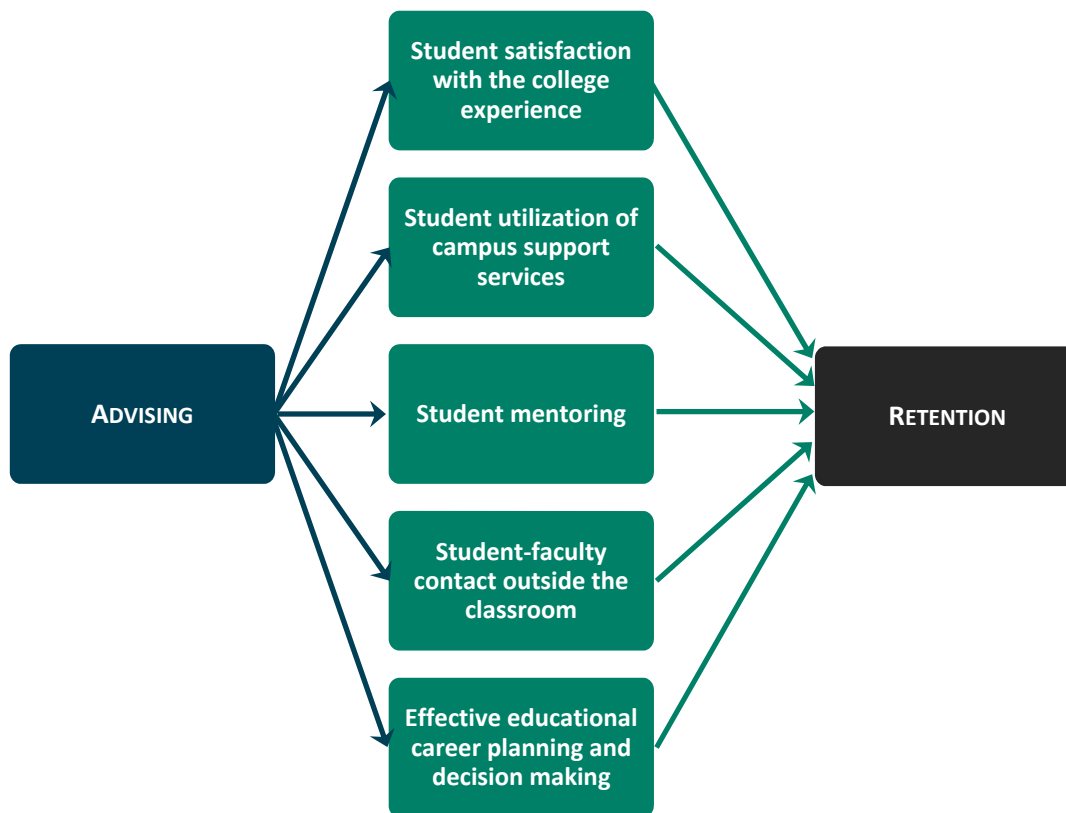 Student satisfaction
with the college
experience
Student utilization of
campus support
services
ADVISING
Student mentoring
RETENTION
Student-faculty
contact outside the
classroom
Effective educational
career planning and
decision making